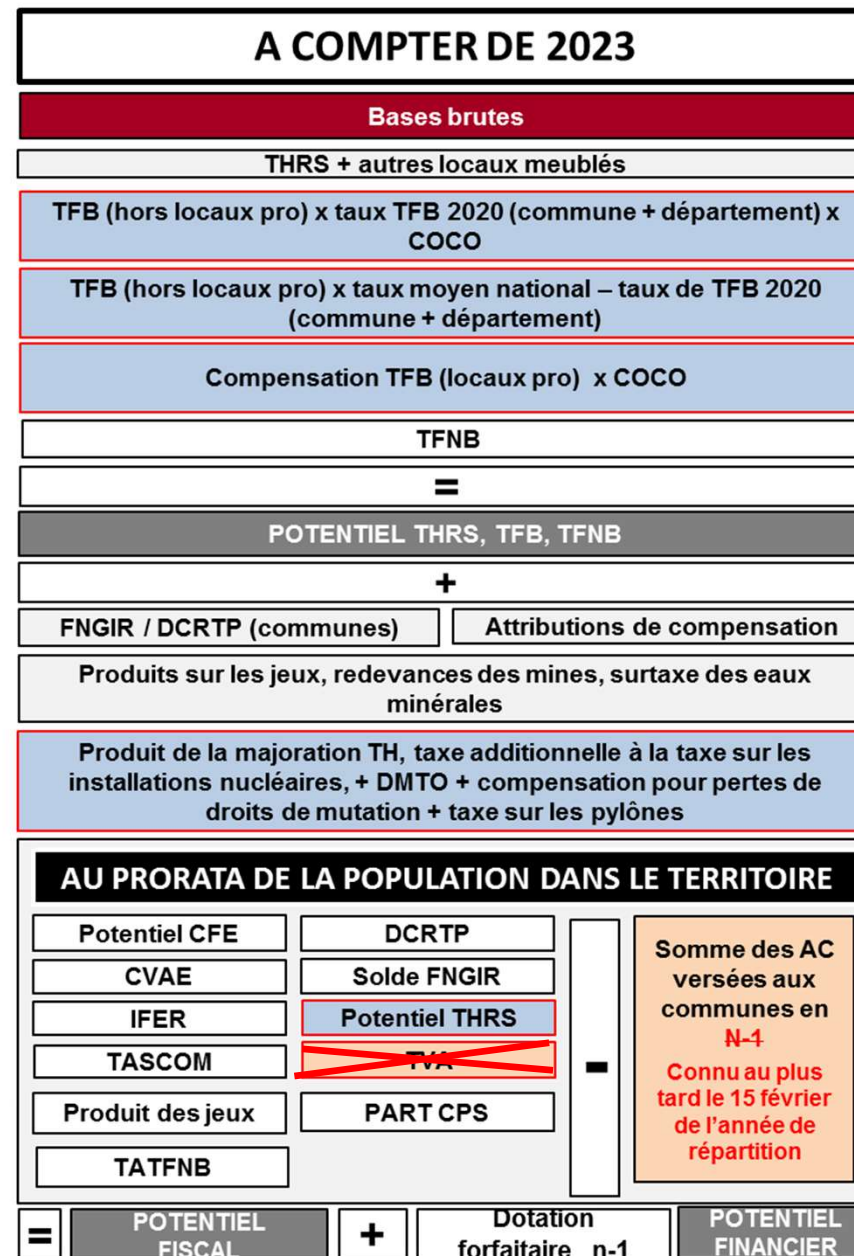 A COMPTER DE 2023
Bases brutes
THRS + autres locaux meublés
TFB (hors locaux pro) x taux TFB 2020 (commune + département) x
COCO
TFB (hors locaux pro) x taux moyen national – taux de TFB 2020
(commune + département)
Compensation TFB (locaux pro) x COCO
TFNB
=
POTENTIEL THRS, TFB, TFNB
+
FNGIR / DCRTP (communes)
Attributions de compensation
Produits sur les jeux, redevances des mines, surtaxe des eaux
minérales
Produit de la majoration TH, taxe additionnelle à la taxe sur les
installations nucléaires, + DMTO + compensation pour pertes de
droits de mutation + taxe sur les pylônes
AU PRORATA DE LA POPULATION DANS LE TERRITOIRE
Potentiel CFE
CVAE
IFER
TASCOM
Produit des jeux
TATFNB
DCRTP
Solde FNGIR
Potentiel THRS
TVA
PART CPS
-
Somme des AC
versées aux
communes en
N-1
Connu au plus
tard le 15 février
de l'année de
répartition
=
POTENTIEL
FISCAL
+
Dotation
forfaitaire n-1
POTENTIEL
FINANCIER